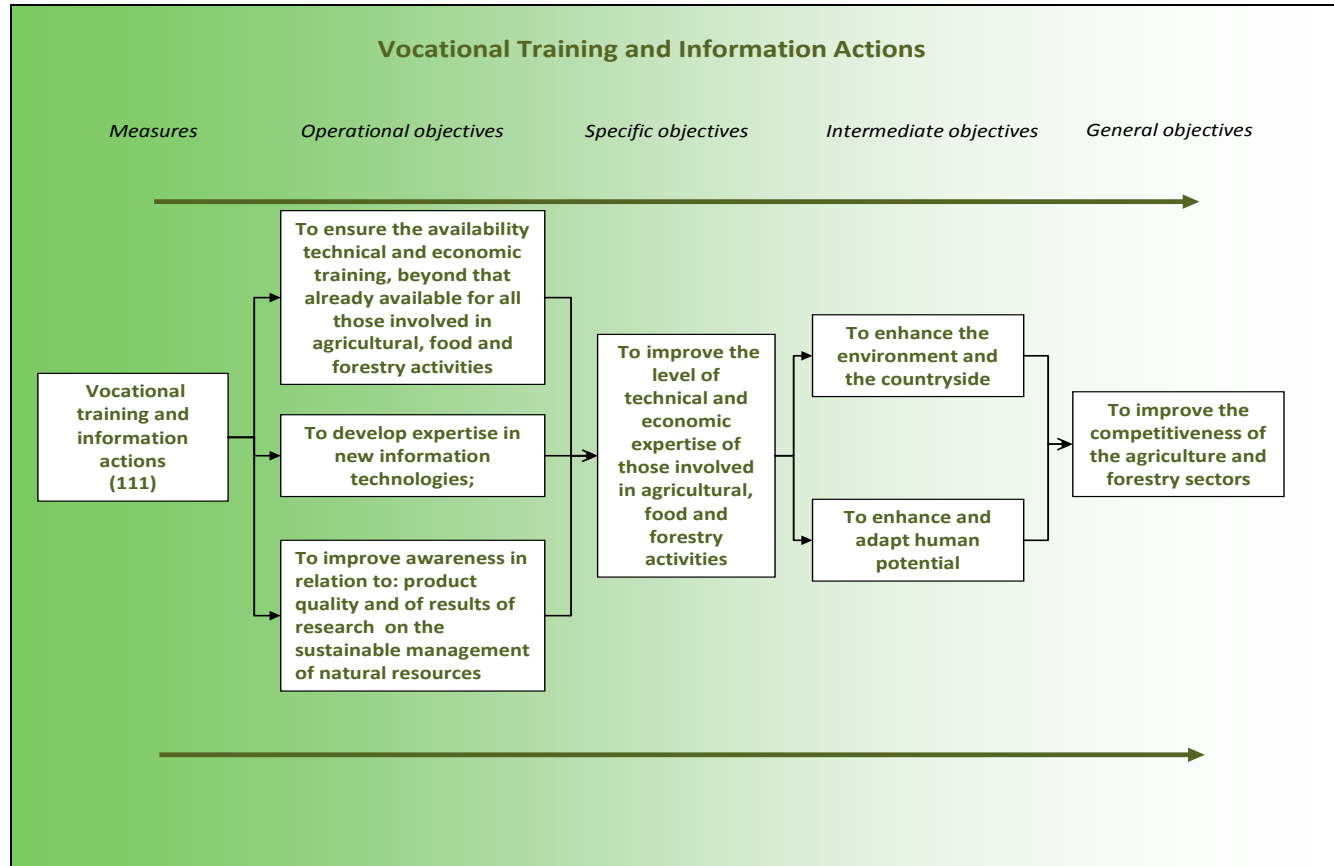 Vocational Training and Information Actions
Measures
Operational objectives
Specific objectives
Intermediate objectives
General objectives
Vocational
training and
information
actions
(111)
To ensure the availability
technical and economic
training, beyond that
already available for all
those involved in
agricultural, food and
forestry activities
To develop expertise in
new information
technologies;
To improve awareness in
relation to: product
quality and of results of
research on the
sustainable management
of natural resources
To improve the
level of
technical and
economic
expertise of
those involved
in agricultural,
food and
forestry
activities
To enhance the
environment and
the countryside
To enhance and
adapt human
potential
To improve the
competitiveness of
the agriculture and
forestry sectors